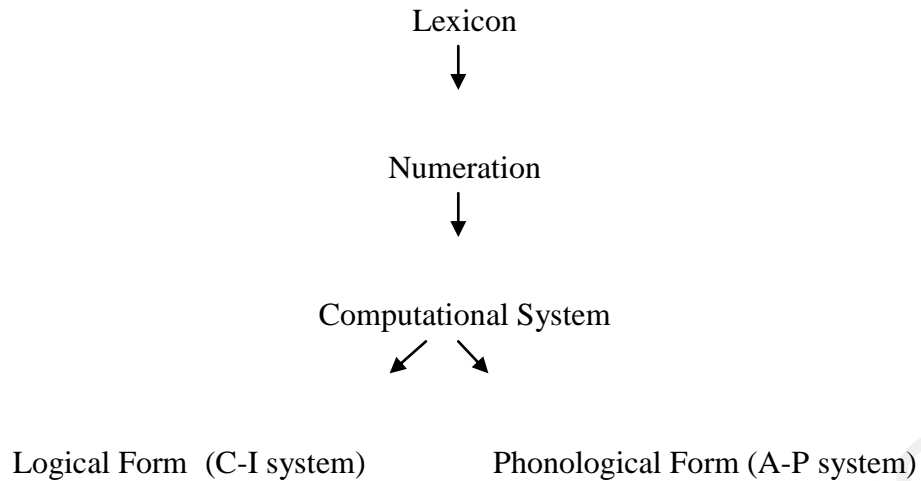 Lexicon
Numeration
Computational System
Logical Form (C-I system) Phonological Form (A-P system)